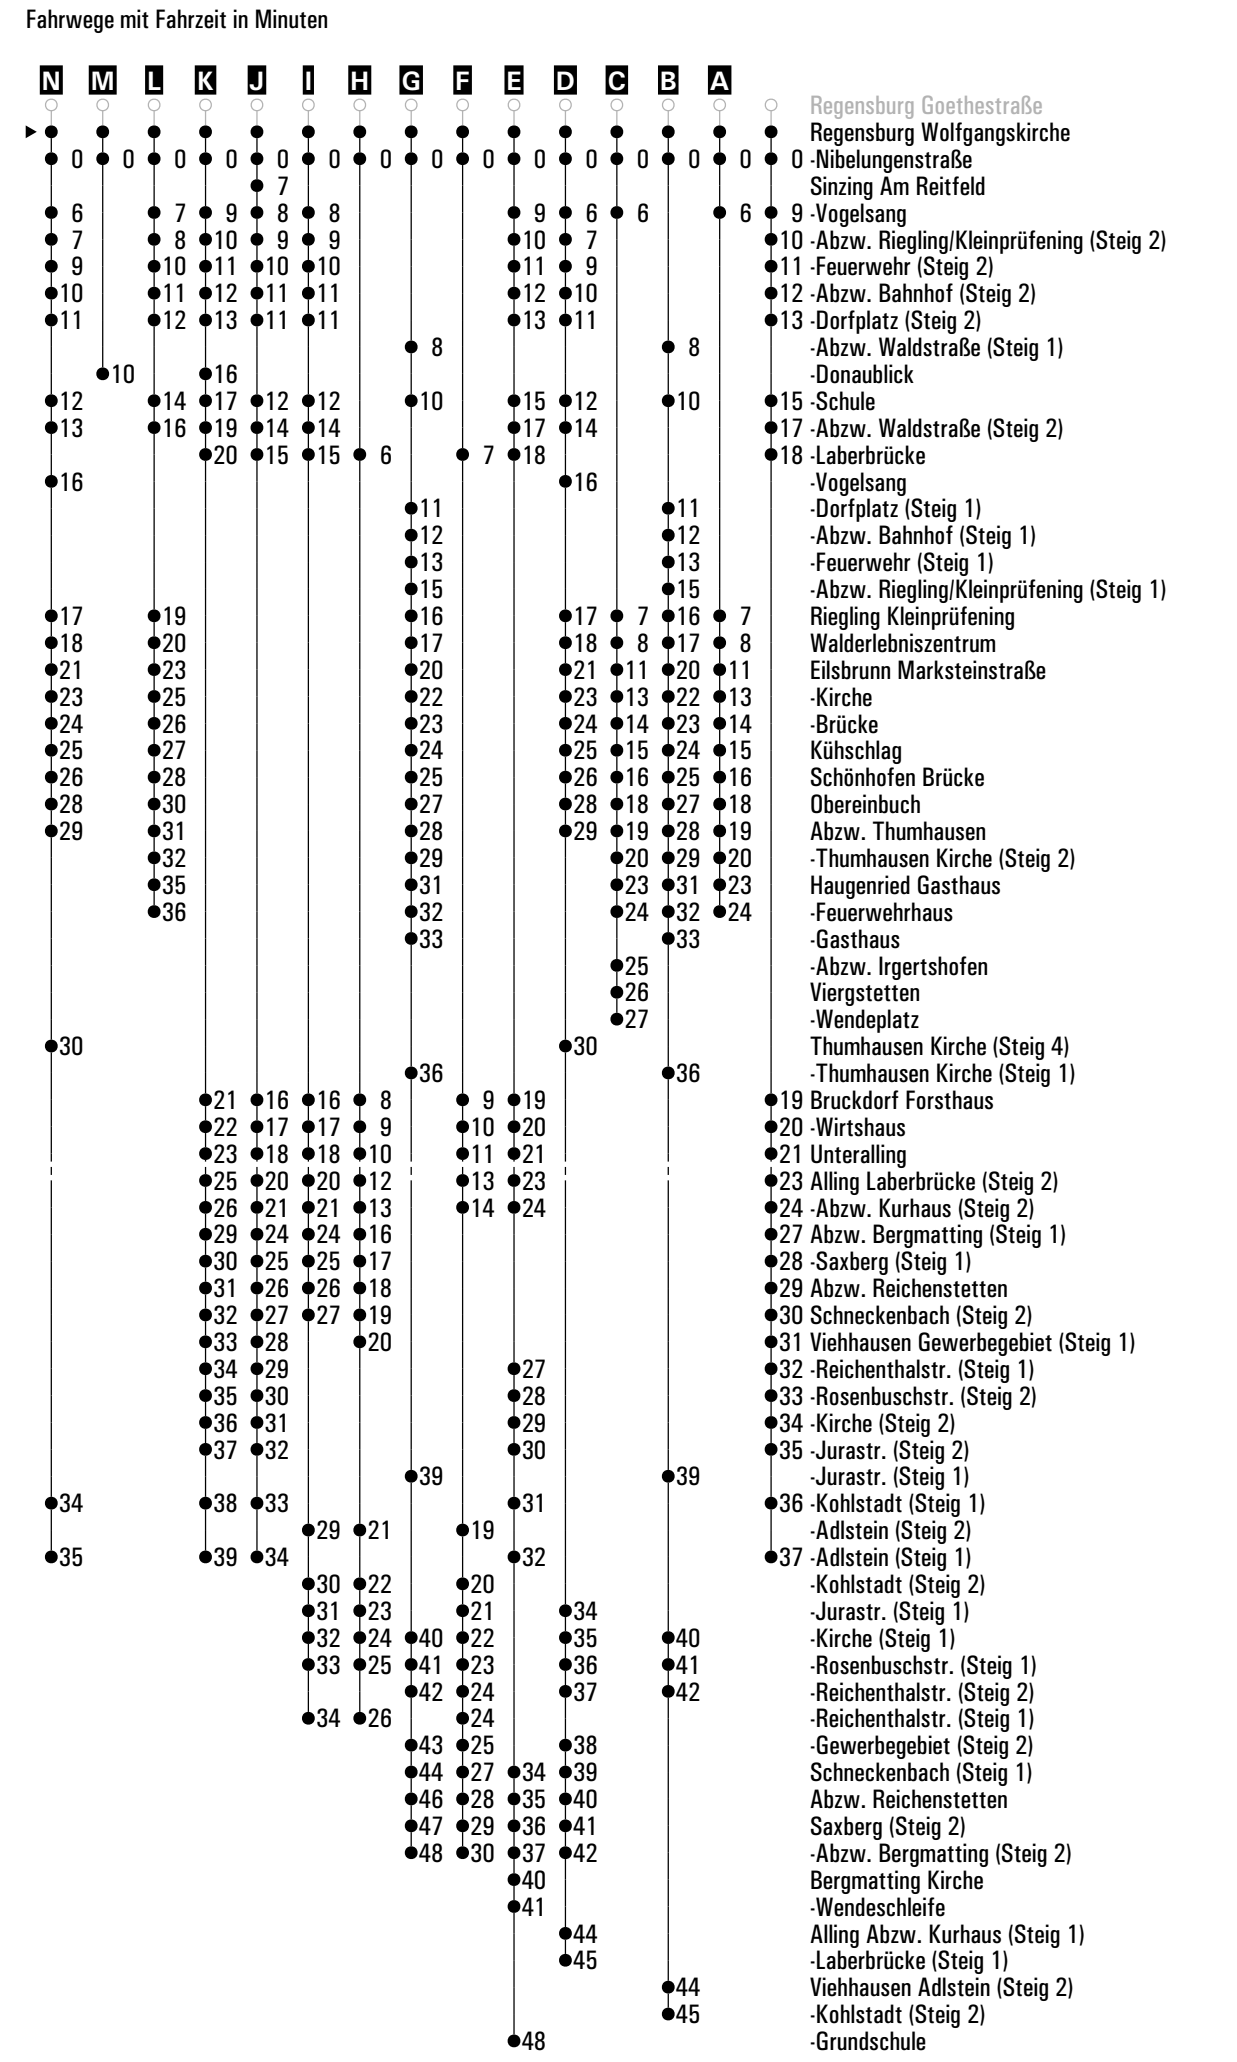 Fahrwege mit Fahrzeit in Minuten
N M L K J I H G F E D C B A
Regensburg Goethestraße
Regensburg Wolfgangskirche
0 0 0 0 0 0 0 0 0 0 0 0 0 0 0 -Nibelungenstraße
7 Sinzing Am Reitfeld
6 7 9 8 8 9 6 6 6 9 -Vogelsang
7 8 10 9 9 10 7 10 -Abzw. Riegling/Kleinprüfening (Steig 2)
9 10 11 10 10 11 9 11 -Feuerwehr (Steig 2)
10 11 12 11 11 12 10 12 -Abzw. Bahnhof (Steig 2)
11 12 13 11 11 13 11 13 -Dorfplatz (Steig 2)
8 8 -Abzw. Waldstraße (Steig 1)
10 16 -Donaublick
12 14 17 12 12 10 15 12 10 15 -Schule
13 16 19 14 14 17 14 17 -Abzw. Waldstraße (Steig 2)
20 15 15 6 7 18 18 -Laberbrücke
16 16 -Vogelsang
11 11 -Dorfplatz (Steig 1)
12 12 -Abzw. Bahnhof (Steig 1)
13 13 -Feuerwehr (Steig 1)
15 15 -Abzw. Riegling/Kleinprüfening (Steig 1)
17 19 16 17 7 16 7 Riegling Kleinprüfening
18 20 17 18 8 17 8 Walderlebniszentrum
21 23 20 21 11 20 11 Eilsbrunn Marksteinstraße
23 25 22 23 13 22 13 -Kirche
24 26 23 24 14 23 14 -Brücke
25 27 24 25 15 24 15 Kühschlag
26 28 25 26 16 25 16 Schönhofen Brücke
28 30 27 28 18 27 18 Obereinbuch
29 31 28 29 19 28 19 Abzw. Thumhausen
32 29 20 29 20 -Thumhausen Kirche (Steig 2)
35 31 23 31 23 Haugenried Gasthaus
36 32 24 32 24 -Feuerwehrhaus
33 33 -Gasthaus
25 -Abzw. Irgertshofen
26 Viergstetten
27 -Wendeplatz
30 30 Thumhausen Kirche (Steig 4)
36 36 -Thumhausen Kirche (Steig 1)
21 16 16 8 9 19 19 Bruckdorf Forsthaus
22 17 17 9 10 20 20 -Wirtshaus
23 18 18 10 11 21 21 Unteralling
25 20 20 12 13 23 23 Alling Laberbrücke (Steig 2)
26 21 21 13 14 24 24 -Abzw. Kurhaus (Steig 2)
29 24 24 16 27 Abzw. Bergmatting (Steig 1)
30 25 25 17 28 -Saxberg (Steig 1)
31 26 26 18 29 Abzw. Reichenstetten
32 27 27 19 30 Schneckenbach (Steig 2)
33 28 20 31 Viehhausen Gewerbegebiet (Steig 1)
34 29 27 32 -Reichenthalstr. (Steig 1)
35 30 28 33 -Rosenbuschstr. (Steig 2)
36 31 29 34 -Kirche (Steig 2)
37 32 30 35 -Jurastr. (Steig 2)
39 39 -Jurastr. (Steig 1)
34 38 33 31 36 -Kohlstadt (Steig 1)
29 21 19 -Adlstein (Steig 2)
35 39 34 32 37 -Adlstein (Steig 1)
30 22 20 -Kohlstadt (Steig 2)
31 23 21 34 -Jurastr. (Steig 1)
32 24 40 22 35 40 -Kirche (Steig 1)
33 25 41 23 36 41 -Rosenbuschstr. (Steig 1)
42 24 37 42 -Reichenthalstr. (Steig 2)
34 26 24 -Reichenthalstr. (Steig 1)
43 25 38 -Gewerbegebiet (Steig 2)
44 27 34 39 Schneckenbach (Steig 1)
46 28 35 40 Abzw. Reichenstetten
47 29 36 41 Saxberg (Steig 2)
48 30 37 42 -Abzw. Bergmatting (Steig 2)
40 Bergmatting Kirche
41 -Wendeschleife
44 Alling Abzw. Kurhaus (Steig 1)
45 -Laberbrücke (Steig 1)
44 Viehhausen Adlstein (Steig 2)
45 -Kohlstadt (Steig 2)
48 -Grundschule